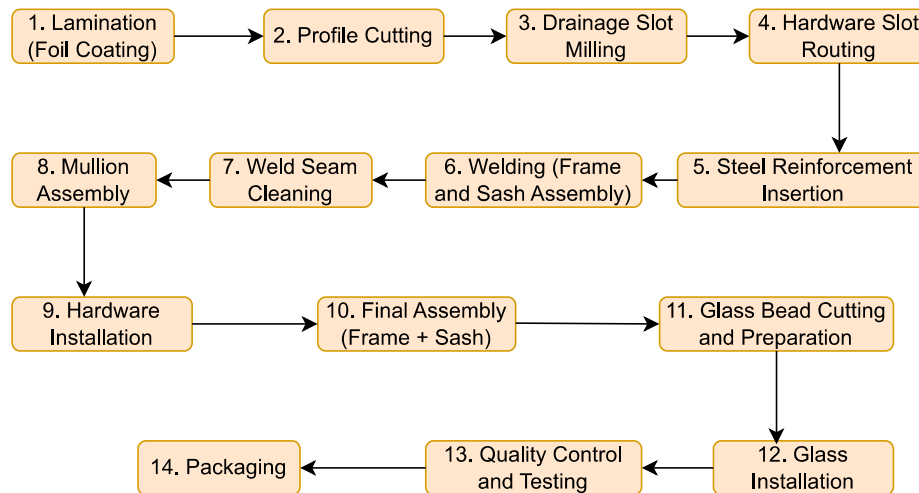 1. Lamination
(Foil Coating)
2. Profile Cutting
3. Drainage Slot
Milling
4. Hardware Slot
Routing
5. Steel Reinforcement
Insertion
6. Welding (Frame
and Sash Assembly)
7. Weld Seam
Cleaning
8. Mullion
Assembly
9. Hardware
Installation
10. Final Assembly
(Frame + Sash)
11. Glass Bead Cutting
and Preparation
12. Glass
Installation
13. Quality Control
and Testing
14. Packaging